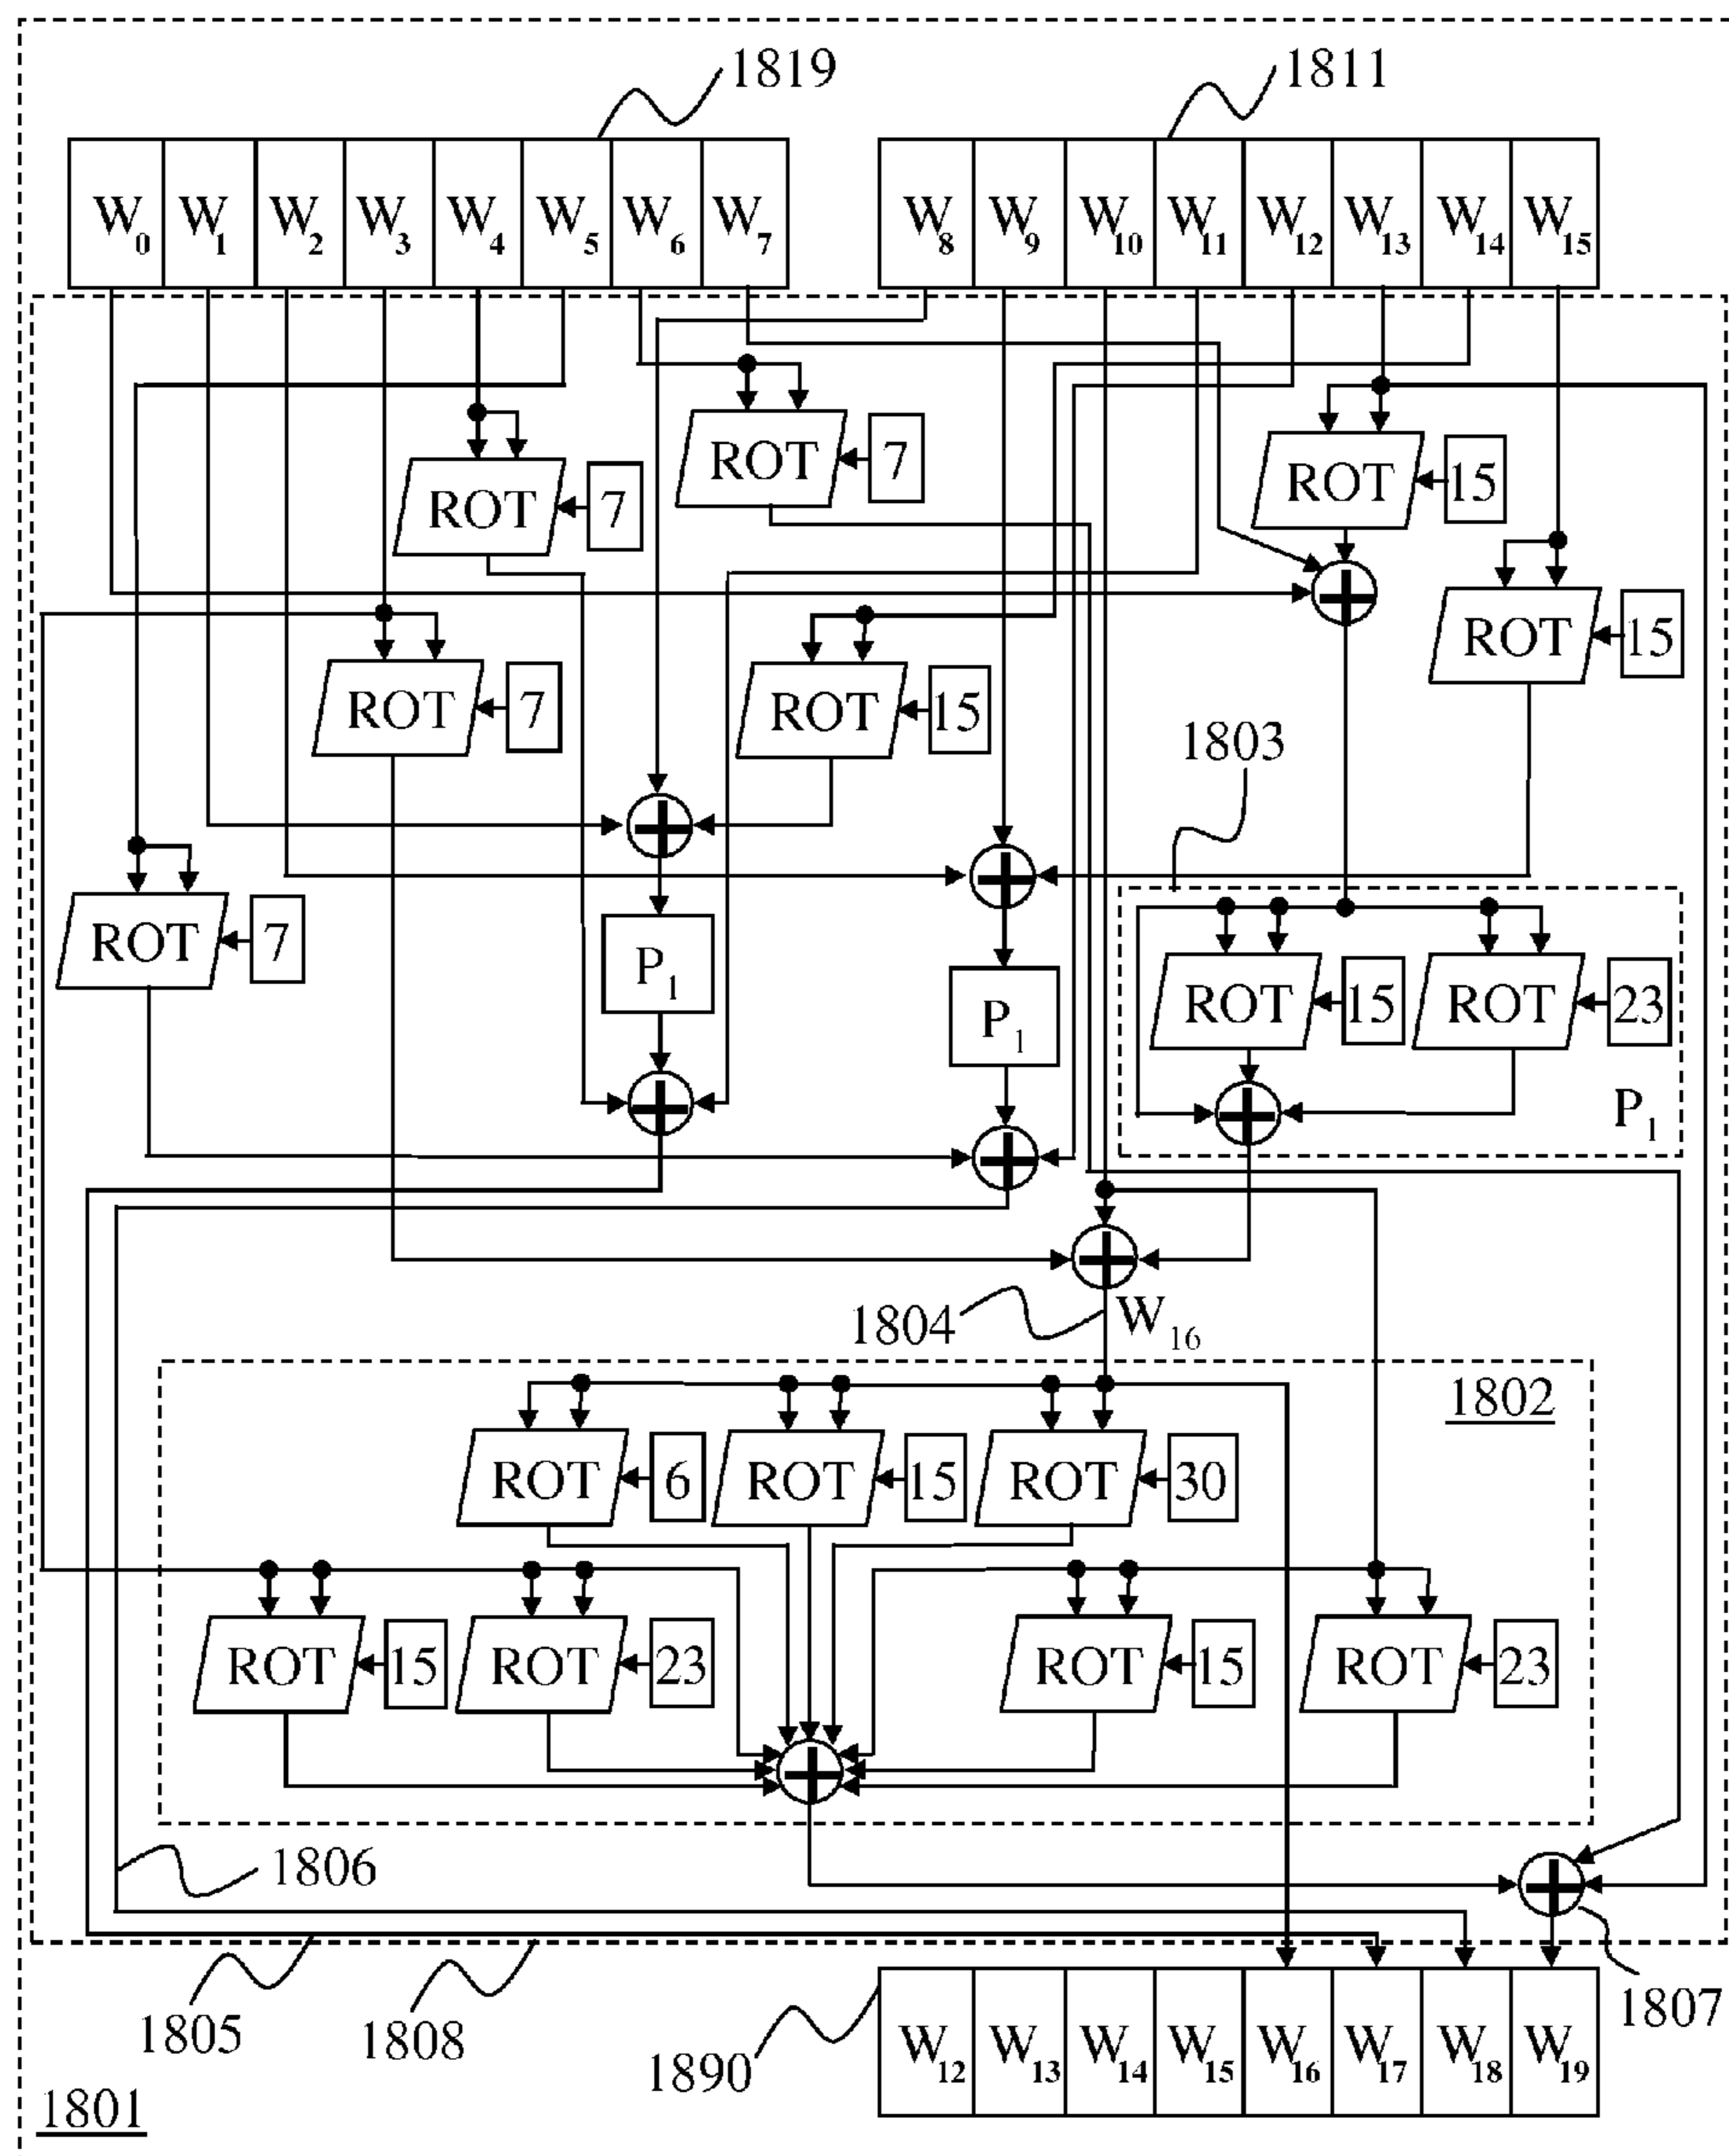 1819 1811
W0 W1 W2 W3 W4 W5 W6 W7 W8 W9 W10 W11 W12 W13 W14 W15
ROT 7
ROT 15
ROT 7
ROT 15
ROT 7
ROT 15
1803
ROT 7
P1
P1
ROT 15 ROT 23
P1
1804 W16
1802
ROT 6 ROT 15 ROT 30
ROT 15 ROT 23 ROT 15 ROT 23
1806
1805 1808 1890 1807
W12 W13 W14 W15 W16 W17 W18 W19
1801